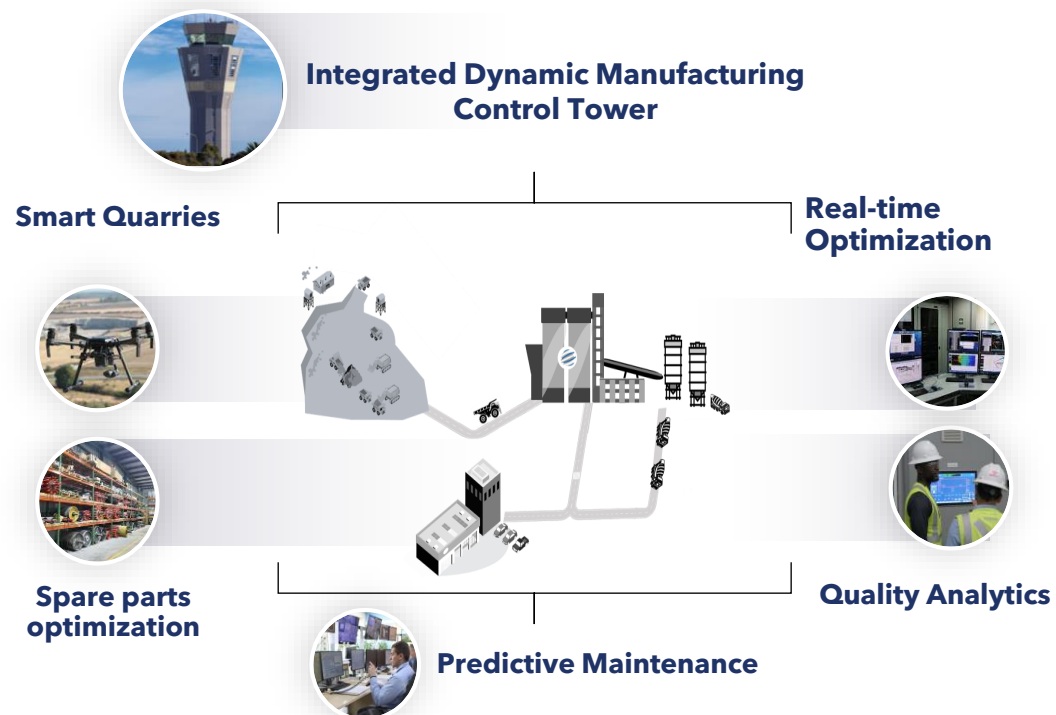 Integrated Dynamic Manufacturing
Control Tower
Smart Quarries
Real-time
Optimization
Spare parts
optimization
Quality Analytics
Predictive Maintenance